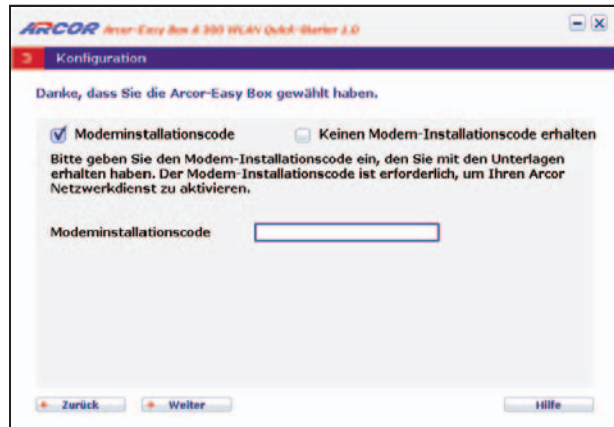 ARCOR Arcor-Easy Box A 300 WLAN Quick-Starter 1.0
3 Konfiguration
Danke, dass Sie die Arcor-Easy Box gewählt haben.
Modeminstallationscode Keinen Modem-Installationscode erhalten
Bitte geben Sie den Modem-Installationscode ein, den Sie mit den Unterlagen
erhalten haben. Der Modem-Installationscode ist erforderlich, um Ihren Arcor
Netzwerkdienst zu aktivieren.
Modeminstallationscode
Zurück Weiter Hilfe